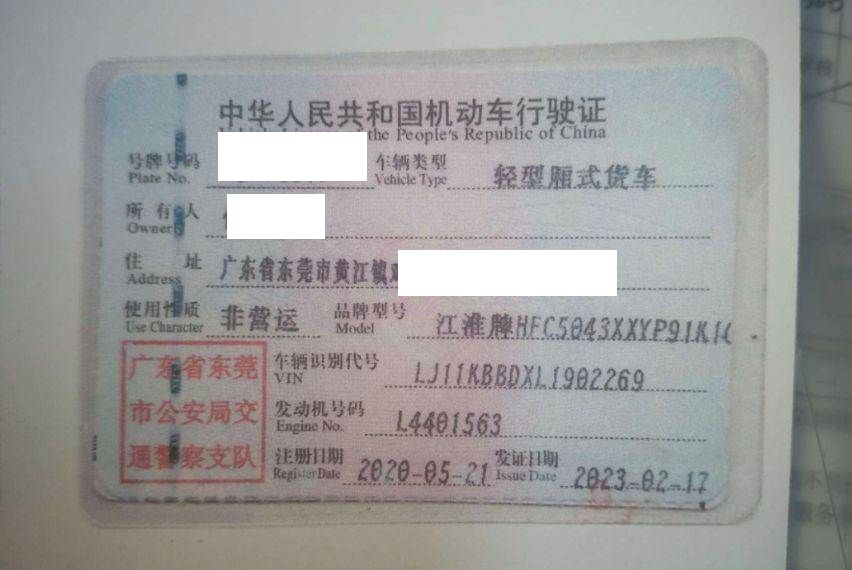 中华人民共和国机动车行驶证
the People's Republic of China
号牌号码 车辆类型 轻型厢式货车
Plate No. Vehicle Type
所有人
Owner
住址 广东省东莞市黄江镇
Address
使用性质 非营运 品牌型号 江淮牌HFC5043XXYP91K1C
Use Character Model
广东省东莞
市公安局交
通警察支队
车辆识别代号 LJ11KBBDXL1902269
VIN
发动机号码 L4401563
Engine No.
注册日期 2020-05-21 发证日期 2023-02-17
Register Date Issue Date